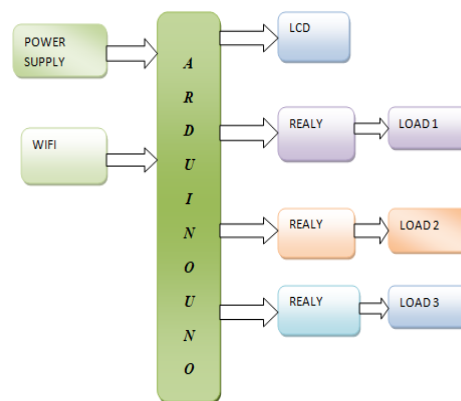 POWER
SUPPLY
WIFI
A
R
D
U
I
N
O
U
N
O
LCD
REALY
LOAD 1
REALY
LOAD 2
REALY
LOAD 3